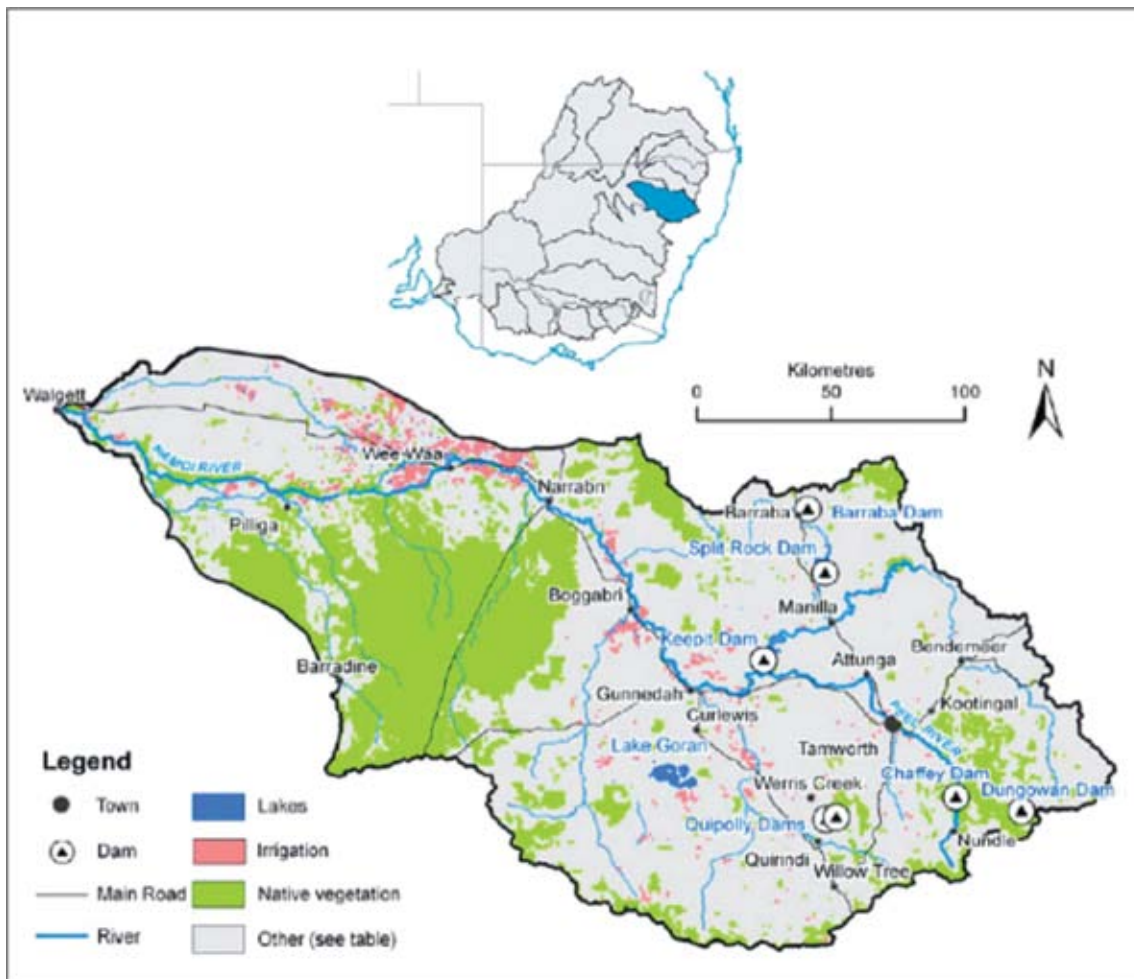 Kilometres
0 50 100
N
Walgett
NAMOI RIVER
Wee Waa
Narrabri
Pilliga
Barraba
Barraba Dam
Split Rock Dam
Boggabri
Manilla
Keepit Dam
Attunga
Bendemeer
Barradine
Gunnedah
Curlewis
Kootingal
PEEL RIVER
Lake Goran
Tamworth
Chaffey Dam
Werris Creek
Dungowan Dam
Quipolly Dams
Nundle
Quirindi
Willow Tree
Legend
Town
Dam
Main Road
River
Lakes
Irrigation
Native vegetation
Other (see table)